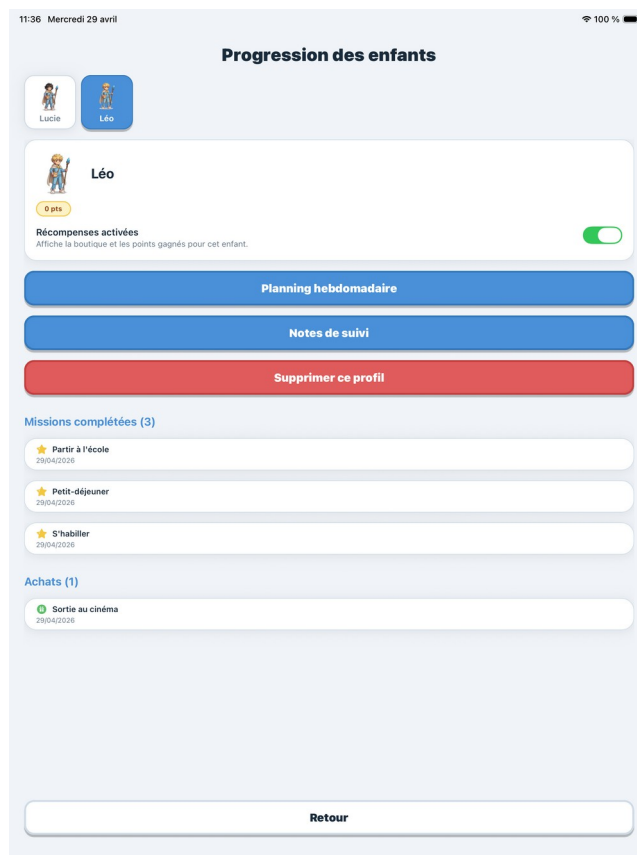 11:36 Mercredi 29 avril 100 %
Progression des enfants
Lucie Léo
Léo
0 pts
Récompenses activées
Affiche la boutique et les points gagnés pour cet enfant.
Planning hebdomadaire
Notes de suivi
Supprimer ce profil
Missions complétées (3)
Partir à l'école
29/04/2026
Petit-déjeuner
29/04/2026
S'habiller
29/04/2026
Achats (1)
Sortie au cinéma
29/04/2026
Retour